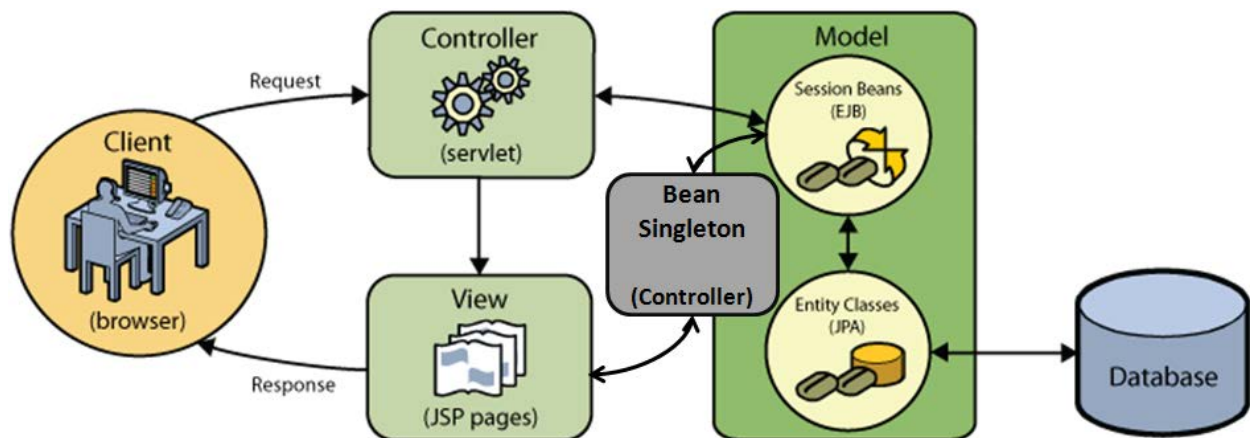 Controller
(servlet)
Request
Client
(browser)
Response
View
(JSP pages)
Bean
Singleton
(Controller)
Model
Session Beans
(EJB)
Entity Classes
(JPA)
Database